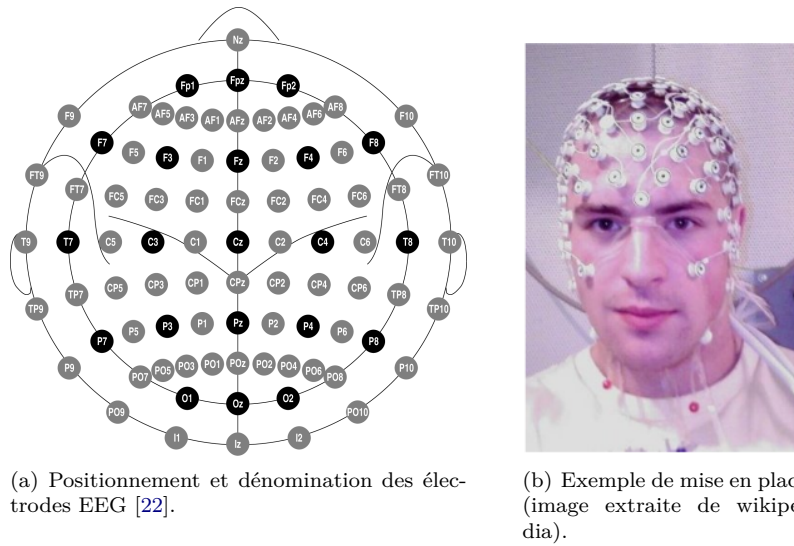 Nz
Fp1 Fpz Fp2
AF7 AF5 AF3 AF1 AFz AF2 AF4 AF6 AF8
F9 F10
F7 F5 F3 F1 Fz F2 F4 F6 F8
FT9 FT7 FC5 FC3 FC1 FCz FC2 FC4 FC6 FT8 FT10
T9 T7 C5 C3 C1 Cz C2 C4 C6 T8 T10
TP9 TP7 CP5 CP3 CP1 CPz CP2 CP4 CP6 TP8 TP10
P7 P5 P3 P1 Pz P2 P4 P6 P8
P9 P10
PO7 PO5 PO3 PO1 POz PO2 PO4 PO6 PO8
PO9 O1 Oz O2 PO10
I1 Iz I2
(a) Positionnement et dénomination des élec-
trodes EEG [22].
(b) Exemple de mise en plac
(image extraite de wikipe
dia).